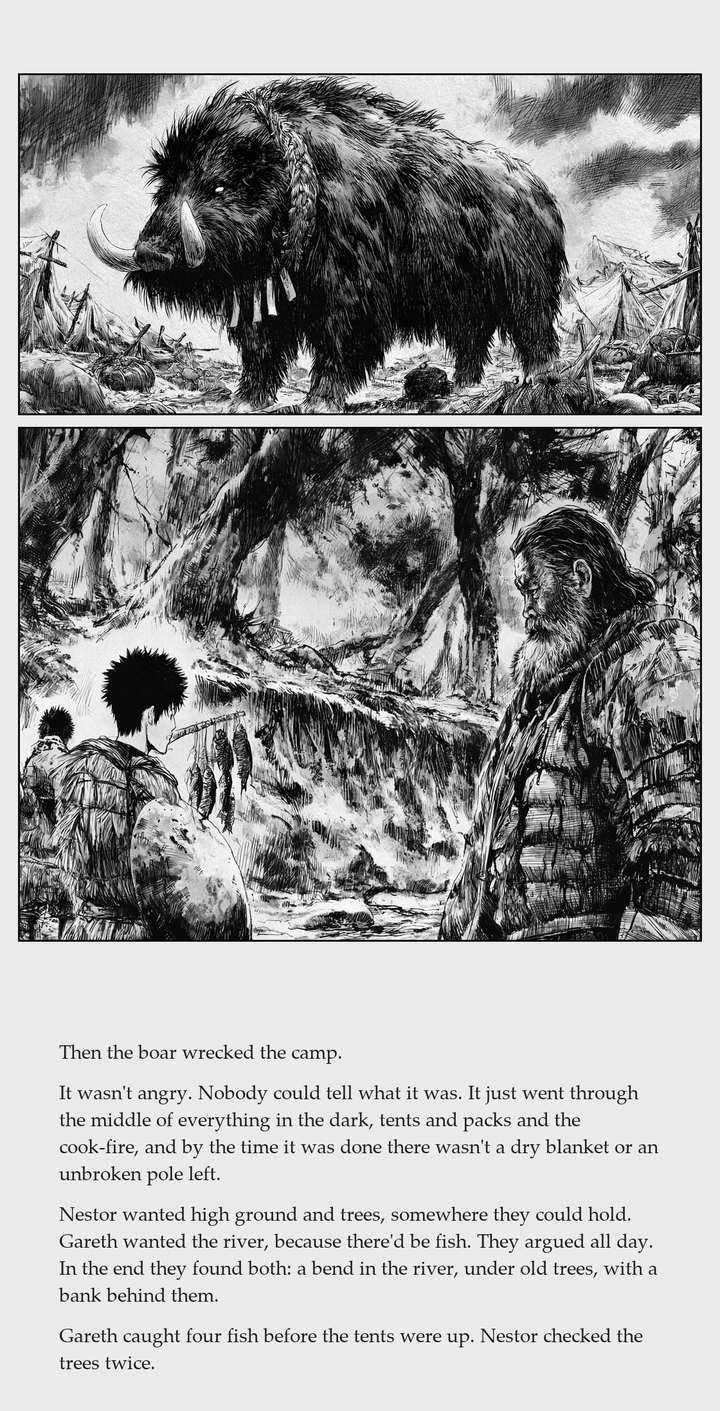 Then the boar wrecked the camp.
It wasn't angry. Nobody could tell what it was. It just went through
the middle of everything in the dark, tents and packs and the
cook-fire, and by the time it was done there wasn't a dry blanket or an
unbroken pole left.
Nestor wanted high ground and trees, somewhere they could hold.
Gareth wanted the river, because there'd be fish. They argued all day.
In the end they found both: a bend in the river, under old trees, with a
bank behind them.
Gareth caught four fish before the tents were up. Nestor checked the
trees twice.